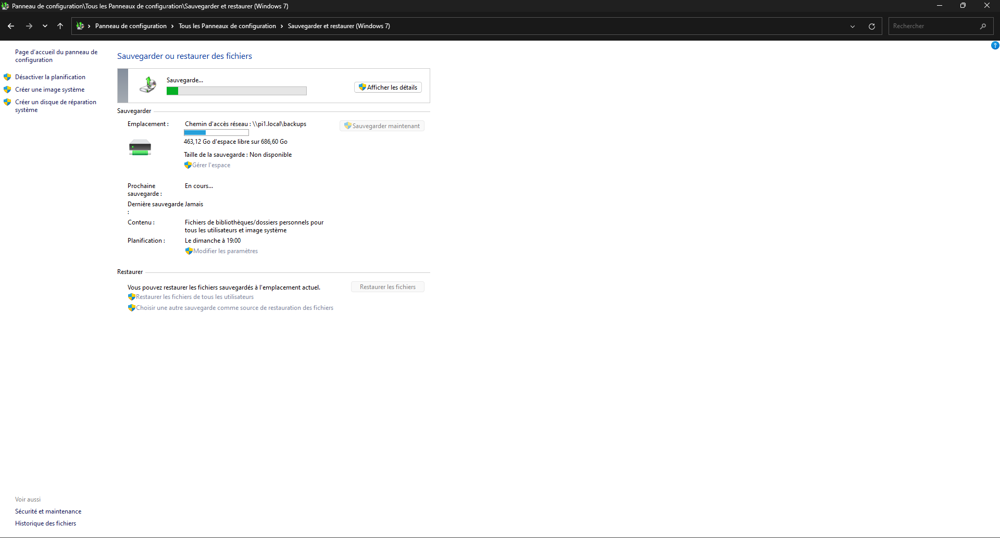 Panneau de configuration\Tous les Panneaux de configuration\Sauvegarder et restaurer (Windows 7)
Panneau de configuration › Tous les Panneaux de configuration › Sauvegarder et restaurer (Windows 7)
Rechercher
Page d'accueil du panneau de
configuration
Désactiver la planification
Créer une image système
Créer un disque de réparation
système
Sauvegarder ou restaurer des fichiers
?
Sauvegarde...
Afficher les détails
Sauvegarder
Emplacement :
Chemin d'accès réseau : \\pi1.local\backups
Sauvegarder maintenant
463,12 Go d'espace libre sur 686,60 Go
Taille de la sauvegarde : Non disponible
Gérer l'espace
Prochaine
sauvegarde :
En cours...
Dernière sauvegarde
:
Jamais
Contenu :
Fichiers de bibliothèques/dossiers personnels pour
tous les utilisateurs et image système
Planification :
Le dimanche à 19:00
Modifier les paramètres
Restaurer
Vous pouvez restaurer les fichiers sauvegardés à l'emplacement actuel.
Restaurer les fichiers
Restaurer les fichiers de tous les utilisateurs
Choisir une autre sauvegarde comme source de restauration des fichiers
Voir aussi
Sécurité et maintenance
Historique des fichiers